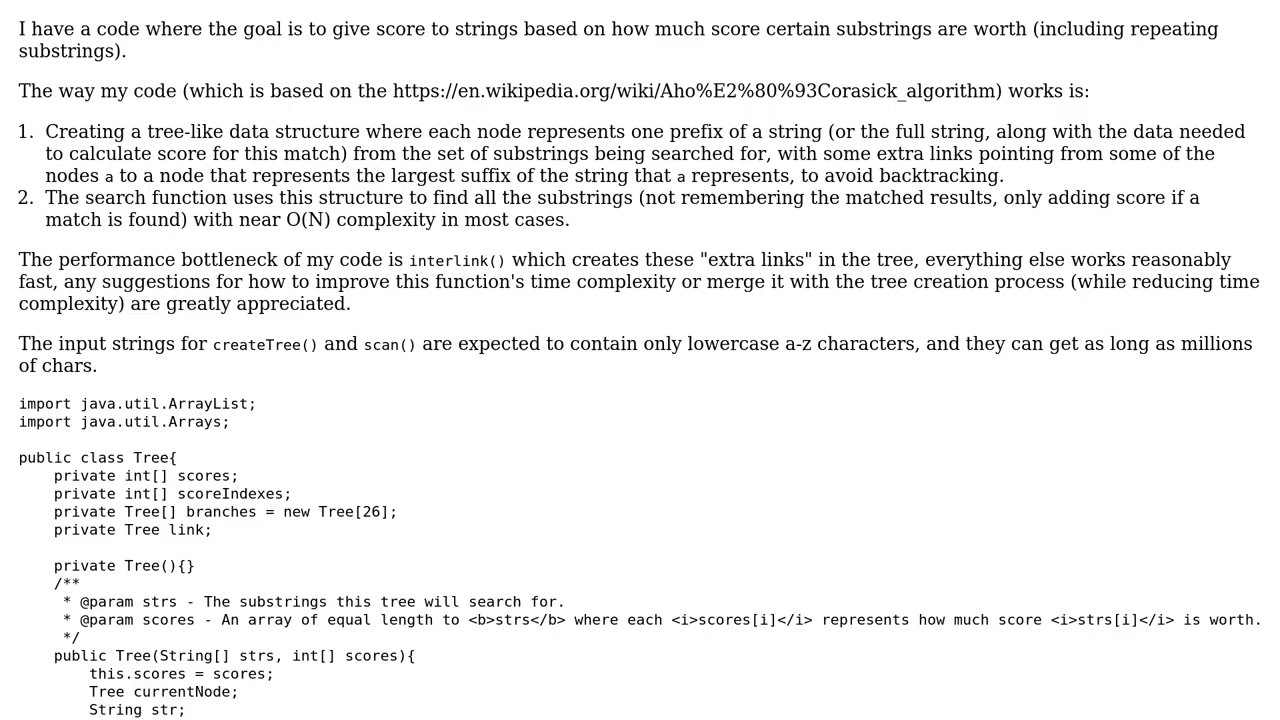 I have a code where the goal is to give score to strings based on how much score certain substrings are worth (including repeating
substrings).
The way my code (which is based on the https://en.wikipedia.org/wiki/Aho%E2%80%93Corasick_algorithm) works is:
1. Creating a tree-like data structure where each node represents one prefix of a string (or the full string, along with the data needed
to calculate score for this match) from the set of substrings being searched for, with some extra links pointing from some of the
nodes a to a node that represents the largest suffix of the string that a represents, to avoid backtracking.
2. The search function uses this structure to find all the substrings (not remembering the matched results, only adding score if a
match is found) with near O(N) complexity in most cases.
The performance bottleneck of my code is interlink() which creates these "extra links" in the tree, everything else works reasonably
fast, any suggestions for how to improve this function's time complexity or merge it with the tree creation process (while reducing time
complexity) are greatly appreciated.
The input strings for createTree() and scan() are expected to contain only lowercase a-z characters, and they can get as long as millions
of chars.
import java.util.ArrayList;
import java.util.Arrays;
public class Tree{
    private int[] scores;
    private int[] scoreIndexes;
    private Tree[] branches = new Tree[26];
    private Tree link;
    private Tree(){}
    /**
     * @param strs - The substrings this tree will search for.
     * @param scores - An array of equal length to <b>strs</b> where each <i>scores[i]</i> represents how much score <i>strs[i]</i> is worth.
     */
    public Tree(String[] strs, int[] scores){
        this.scores = scores;
        Tree currentNode;
        String str;